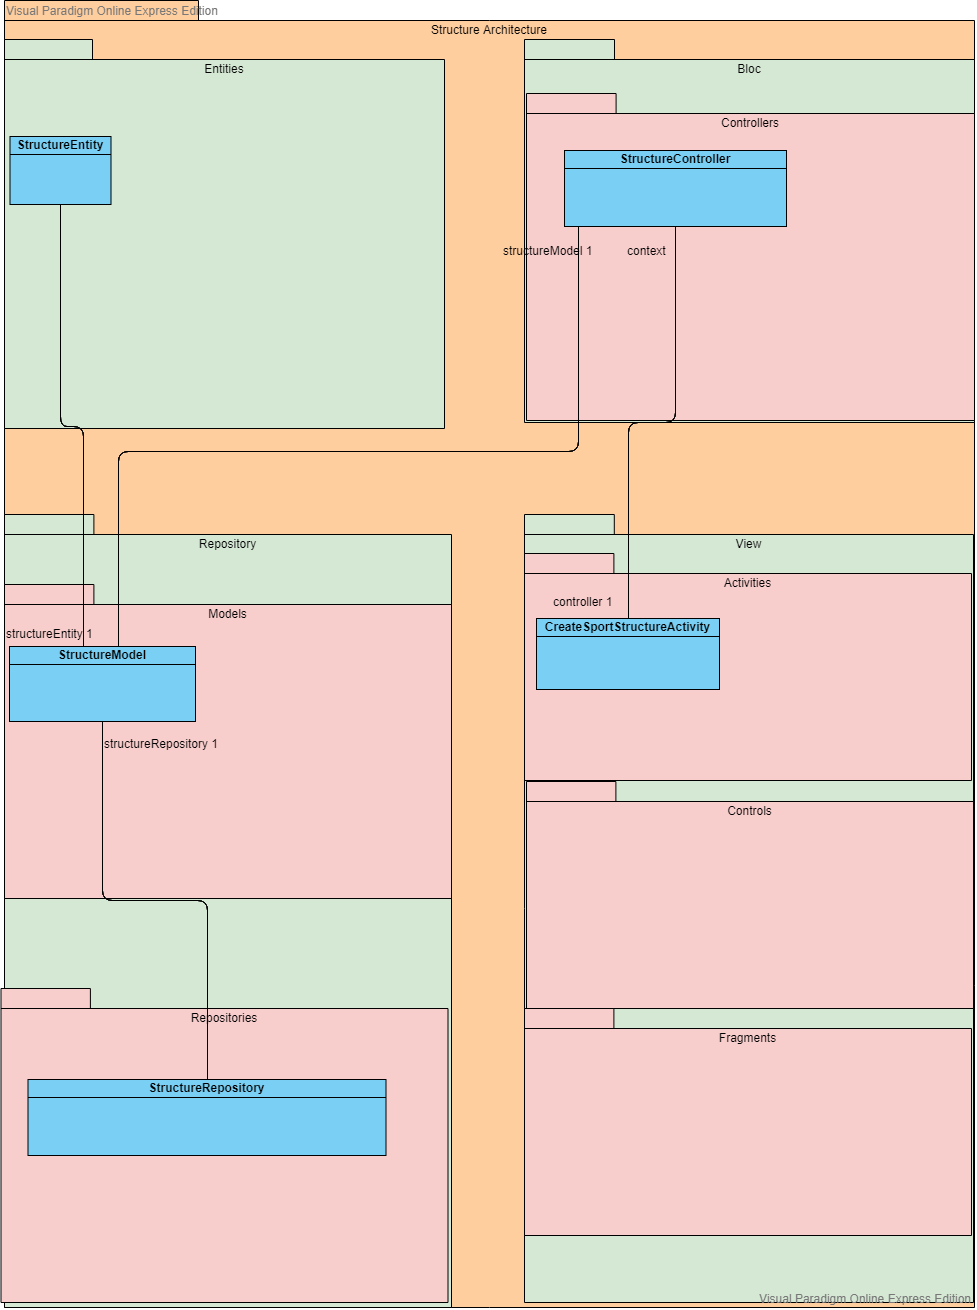 Visual Paradigm Online Express Edition
Structure Architecture
Entities
StructureEntity
Bloc
Controllers
StructureController
structureModel 1
context
Repository
Models
structureEntity 1
StructureModel
structureRepository 1
Repositories
StructureRepository
View
Activities
controller 1
CreateSportStructureActivity
Controls
Fragments
Visual Paradigm Online Express Edition